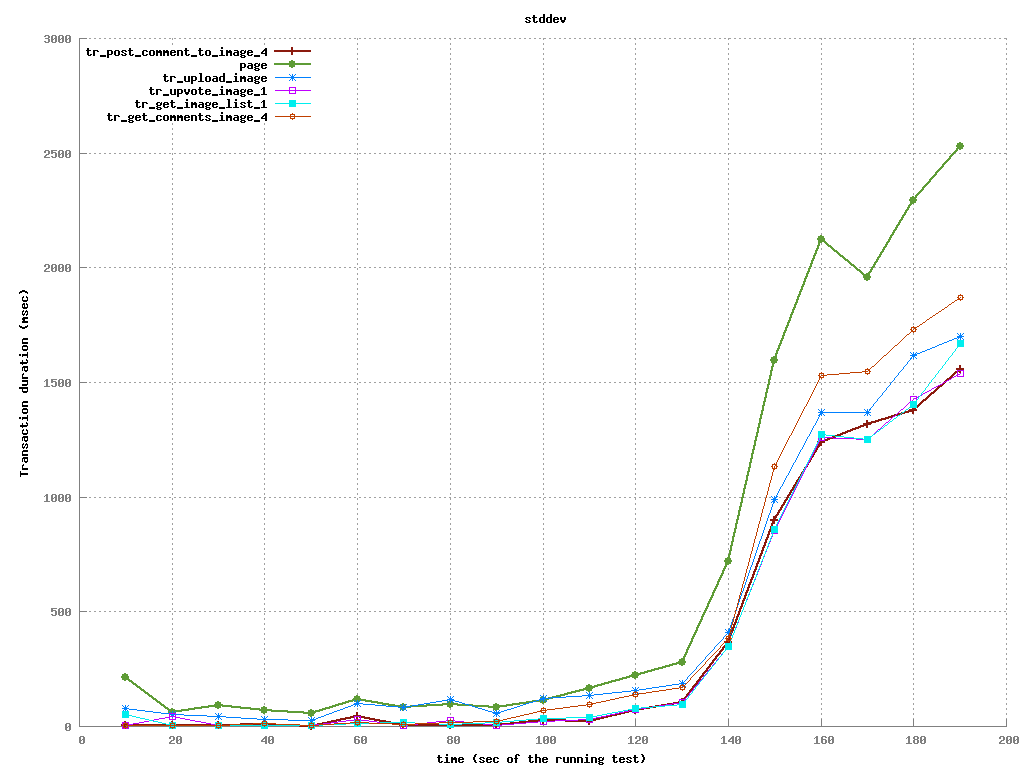 stddev
3000
2500
2000
1500
1000
500
0
Transaction duration (msec)
tr_post_comment_to_image_4
page
tr_upload_image
tr_upvote_image_1
tr_get_image_list_1
tr_get_comments_image_4
0 20 40 60 80 100 120 140 160 180 200
time (sec of the running test)